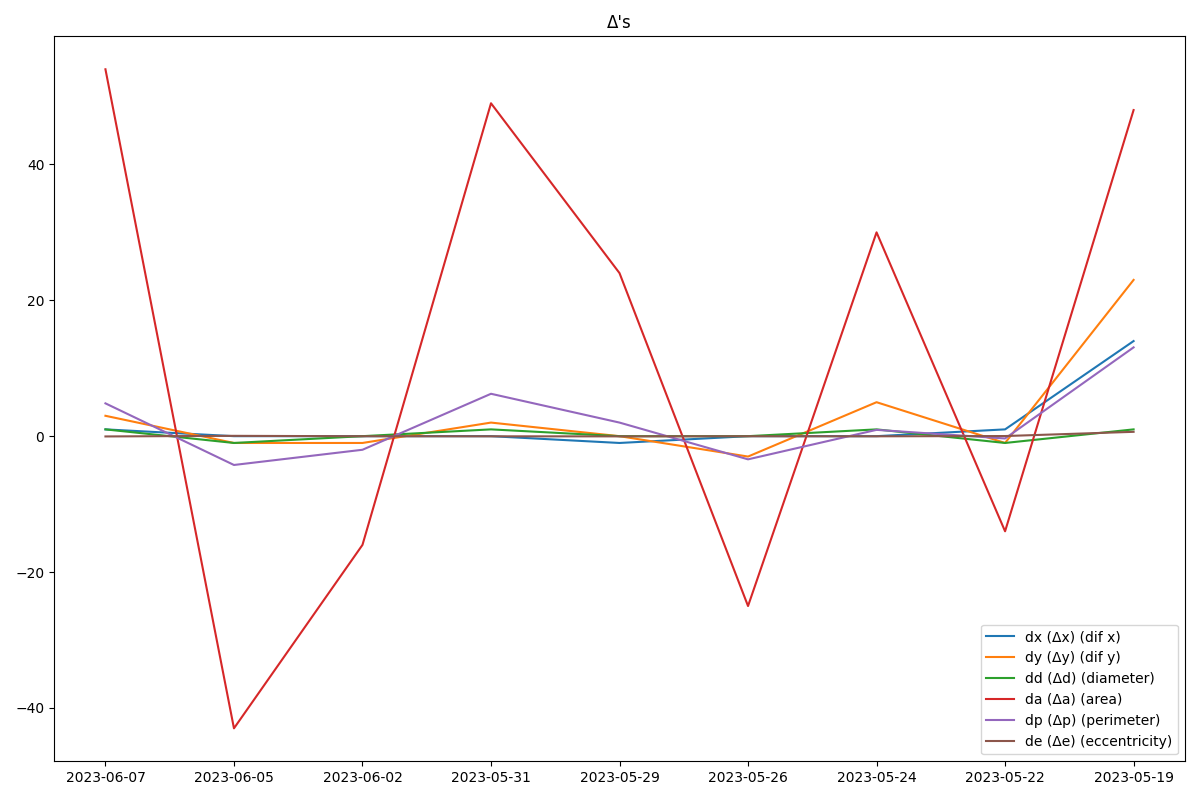 Δ's
40
20
0
−20
−40
dx (Δx) (dif x)
dy (Δy) (dif y)
dd (Δd) (diameter)
da (Δa) (area)
dp (Δp) (perimeter)
de (Δe) (eccentricity)
2023-06-07 2023-06-05 2023-06-02 2023-05-31 2023-05-29 2023-05-26 2023-05-24 2023-05-22 2023-05-19